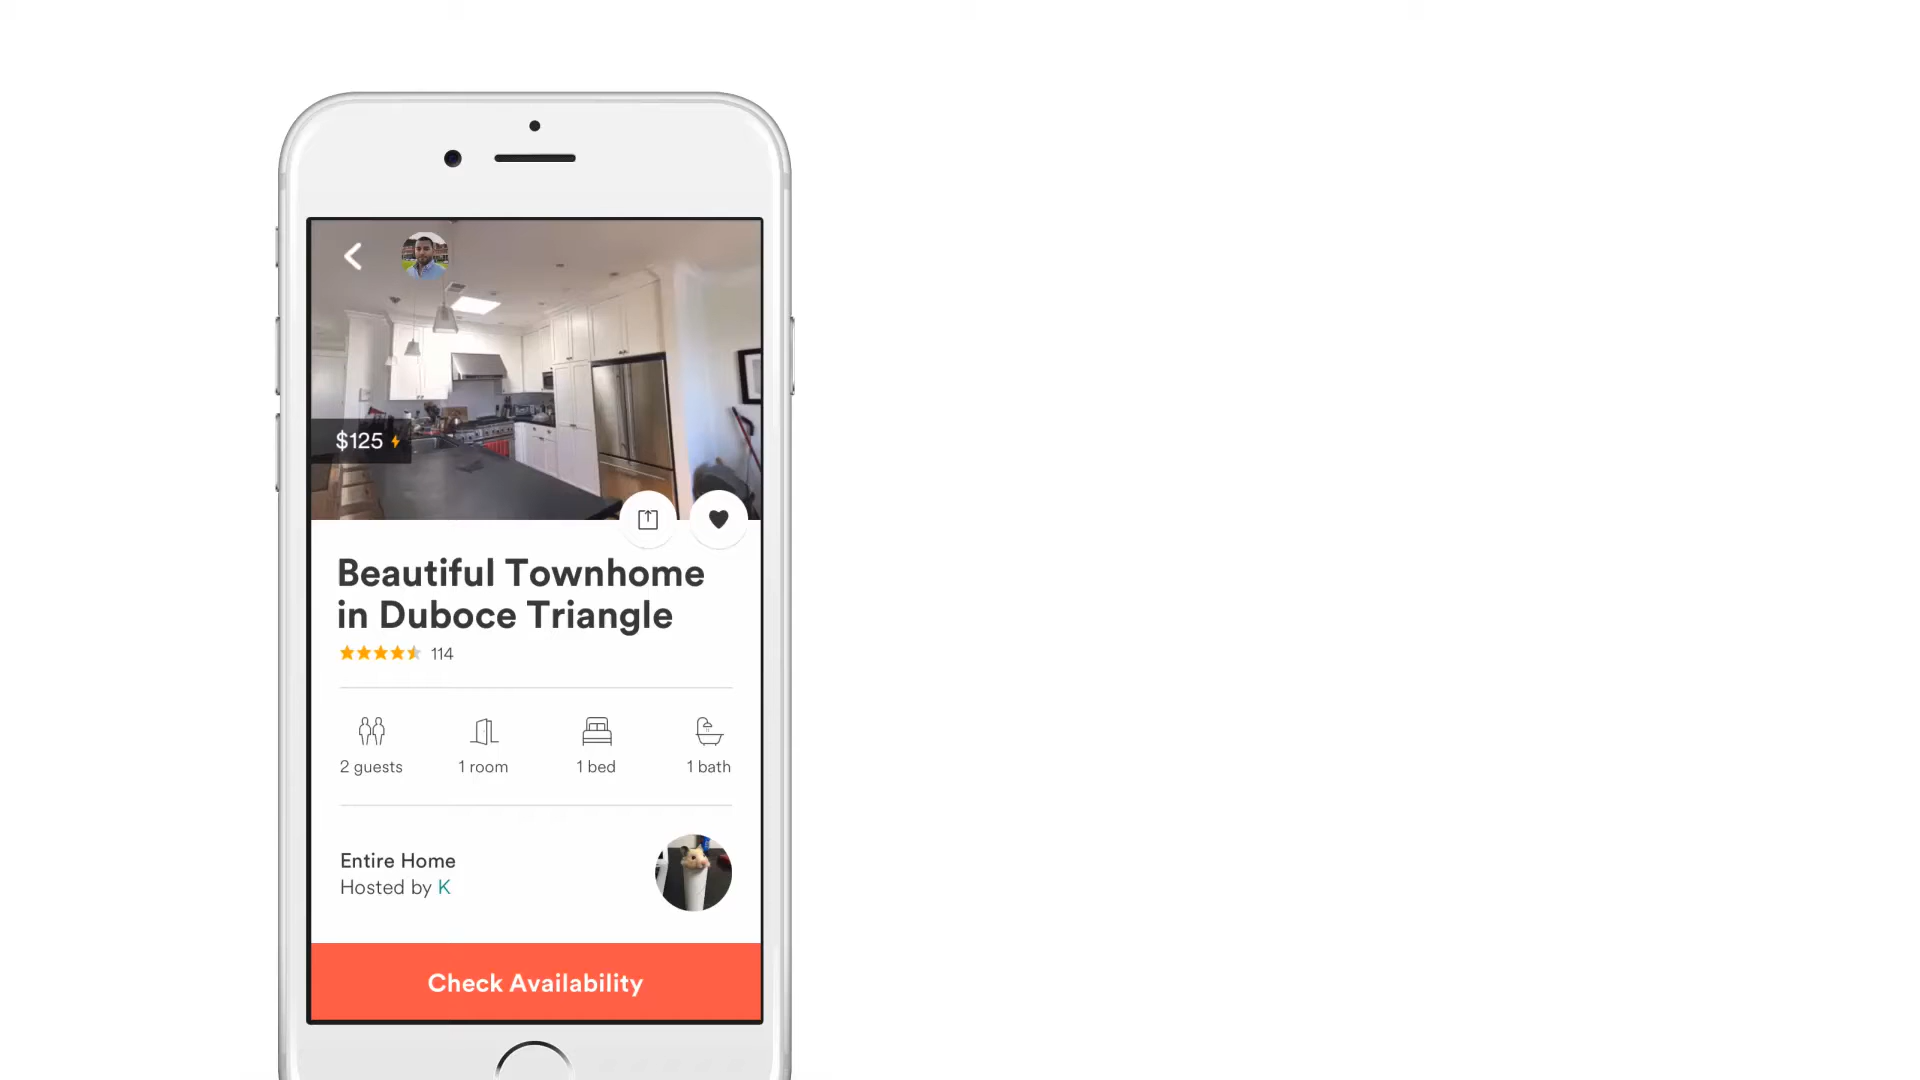 $125
Beautiful Townhome
in Duboce Triangle
114
2 guests
1 room
1 bed
1 bath
Entire Home
Hosted by K
Check Availability